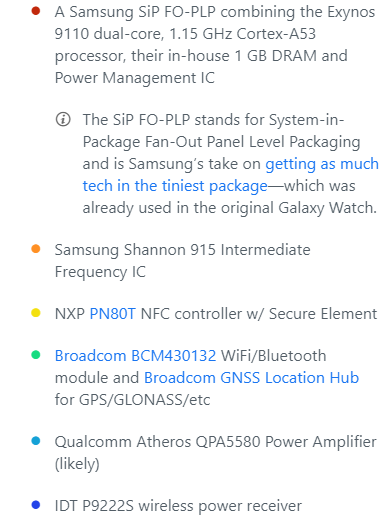 A Samsung SiP FO-PLP combining the Exynos
9110 dual-core, 1.15 GHz Cortex-A53
processor, their in-house 1 GB DRAM and
Power Management IC
The SiP FO-PLP stands for System-in-
Package Fan-Out Panel Level Packaging
and is Samsung's take on getting as much
tech in the tiniest package—which was
already used in the original Galaxy Watch.
Samsung Shannon 915 Intermediate
Frequency IC
NXP PN80T NFC controller w/ Secure Element
Broadcom BCM430132 WiFi/Bluetooth
module and Broadcom GNSS Location Hub
for GPS/GLONASS/etc
Qualcomm Atheros QPA5580 Power Amplifier
(likely)
IDT P9222S wireless power receiver